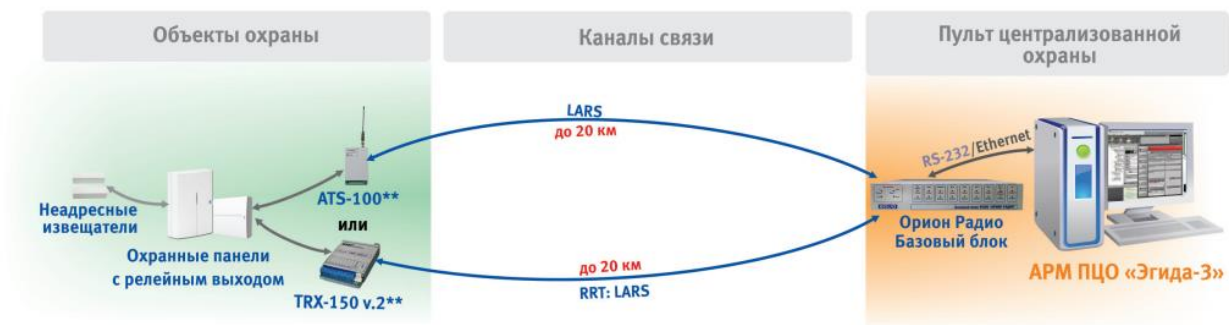 Объекты охраны
Каналы связи
Пульт централизованной
охраны
LARS
до 20 км
RS-232/Ethernet
ATS-100**
или
Неадресные
извещатели
Охранные панели
с релейным выходом
TRX-150 v.2**
до 20 км
RRT: LARS
Орион Радио
Базовый блок
АРМ ПЦО «Эгида-3»